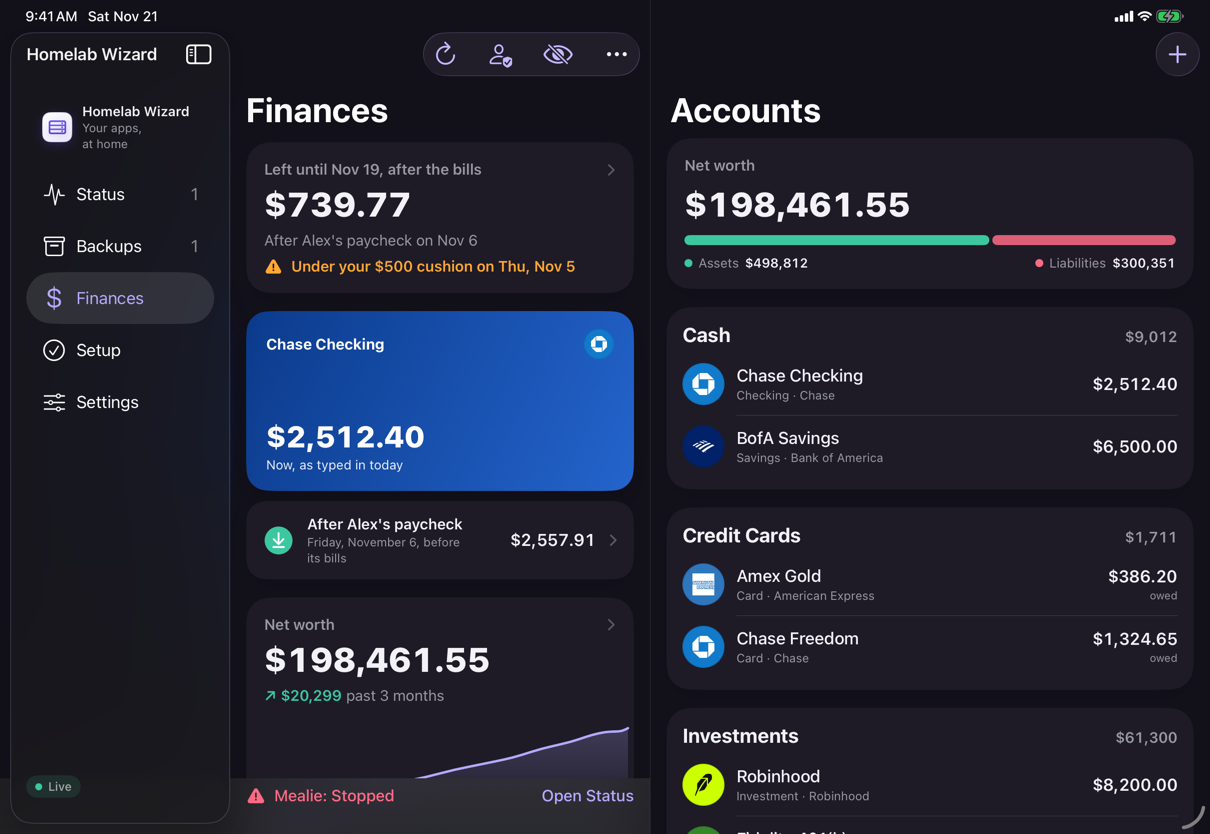 9:41 AM Sat Nov 21
Homelab Wizard
Homelab Wizard
Your apps,
at home
Status 1
Backups 1
Finances
Setup
Settings
Live
Finances
Left until Nov 19, after the bills
$739.77
After Alex's paycheck on Nov 6
Under your $500 cushion on Thu, Nov 5
Chase Checking
$2,512.40
Now, as typed in today
After Alex's paycheck
Friday, November 6, before
its bills
$2,557.91
Net worth
$198,461.55
$20,299 past 3 months
Mealie: Stopped
Open Status
Accounts
Net worth
$198,461.55
Assets $498,812
Liabilities $300,351
Cash $9,012
Chase Checking
Checking · Chase
$2,512.40
BofA Savings
Savings · Bank of America
$6,500.00
Credit Cards $1,711
Amex Gold
Card · American Express
$386.20
owed
Chase Freedom
Card · Chase
$1,324.65
owed
Investments $61,300
Robinhood
Investment · Robinhood
$8,200.00